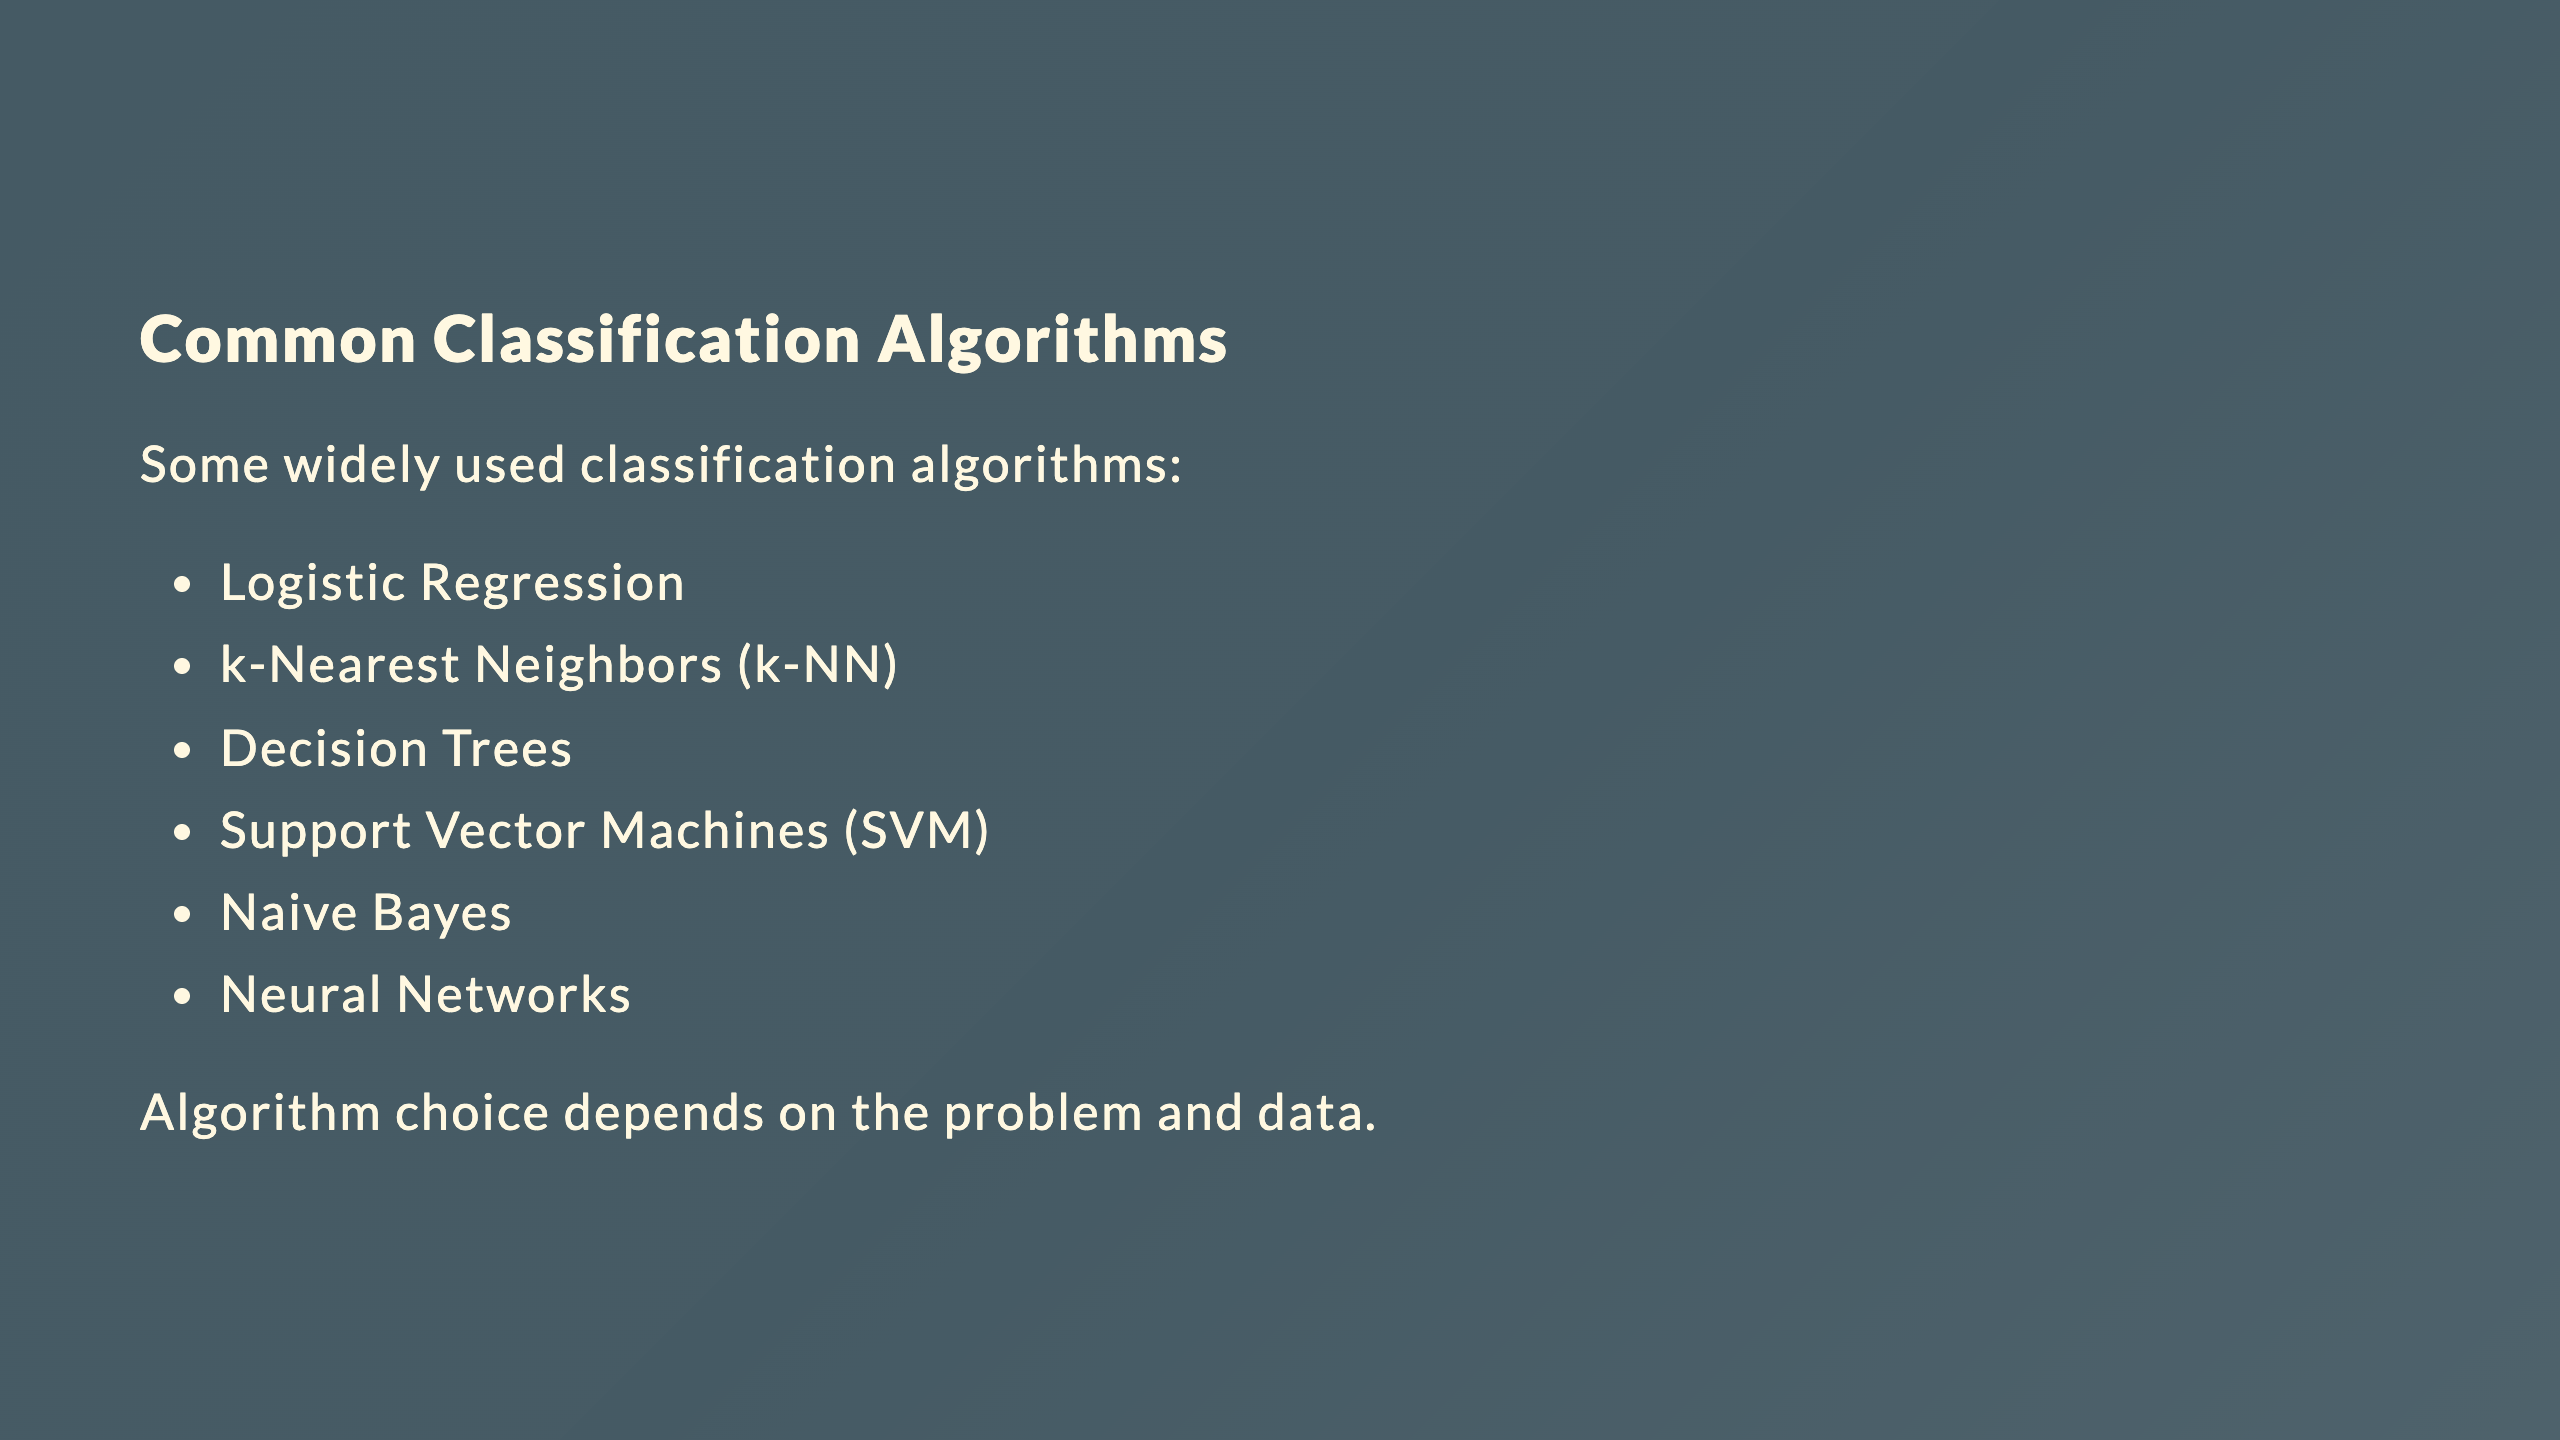 Common Classification Algorithms
Some widely used classification algorithms:
• Logistic Regression
• k-Nearest Neighbors (k-NN)
• Decision Trees
• Support Vector Machines (SVM)
• Naive Bayes
• Neural Networks
Algorithm choice depends on the problem and data.